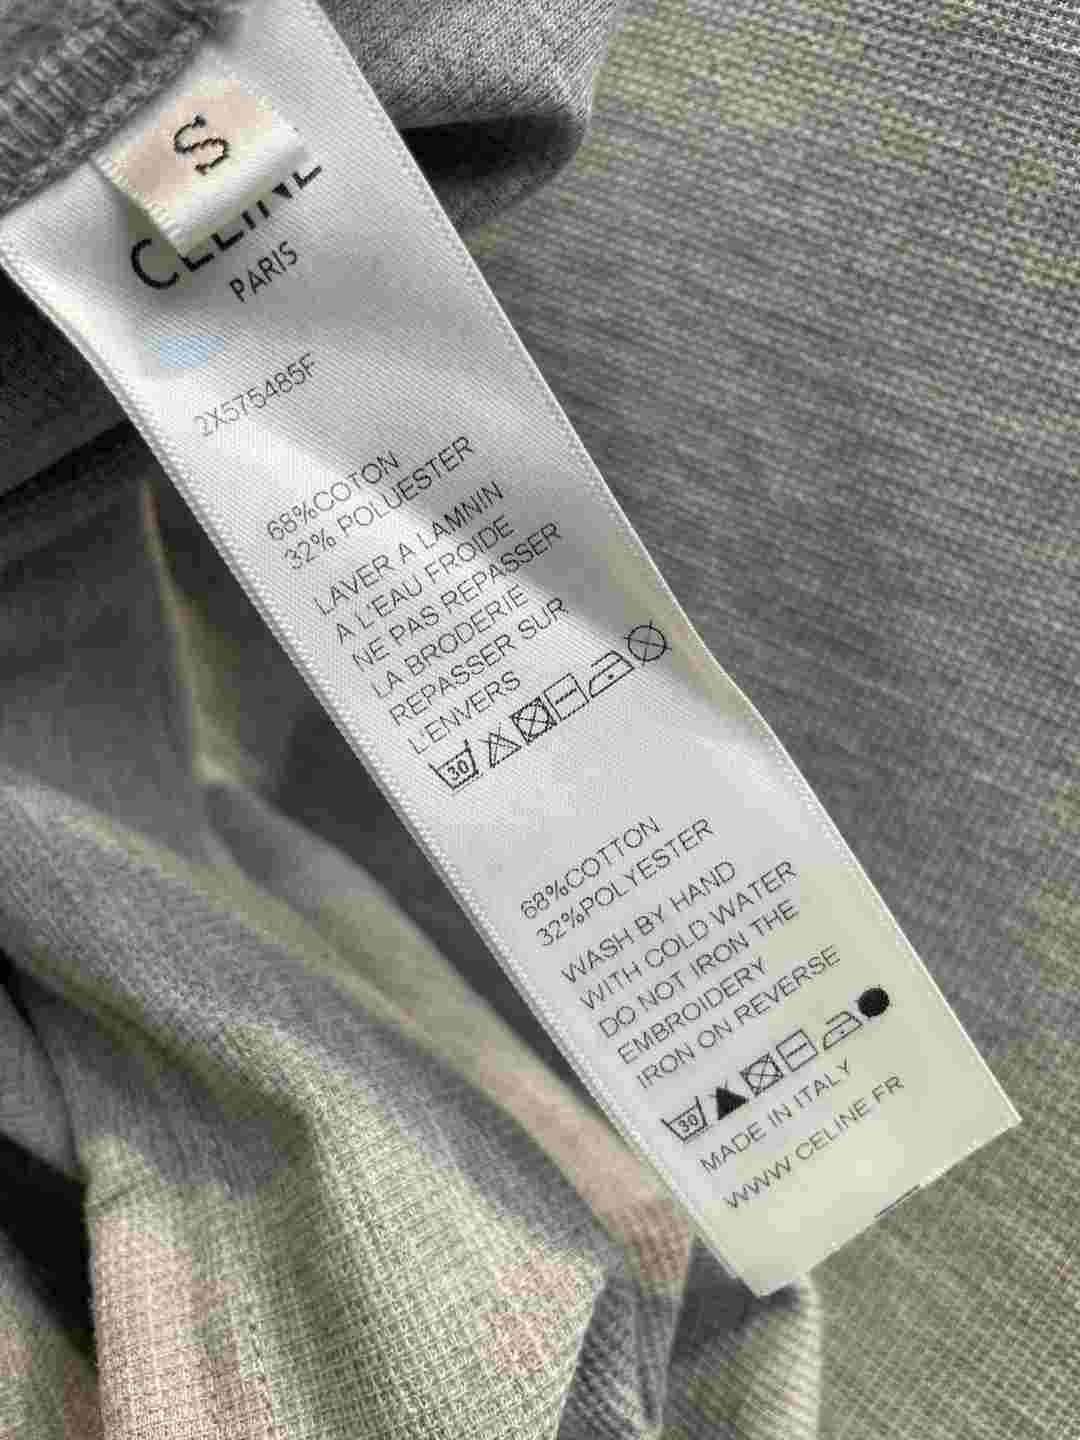 S
CELINE
PARIS
2X575485F
68%COTON
32% POLUESTER
LAVER A LAMNIN
A L'EAU FROIDE
NE PAS REPASSER
LA BRODERIE
REPASSER SUR
L'ENVERS
30
68%COTTON
32%POLYESTER
WASH BY HAND
WITH COLD WATER
DO NOT IRON THE
EMBROIDERY
IRON ON REVERSE
30
MADE IN ITALY
WWW CELINE FR